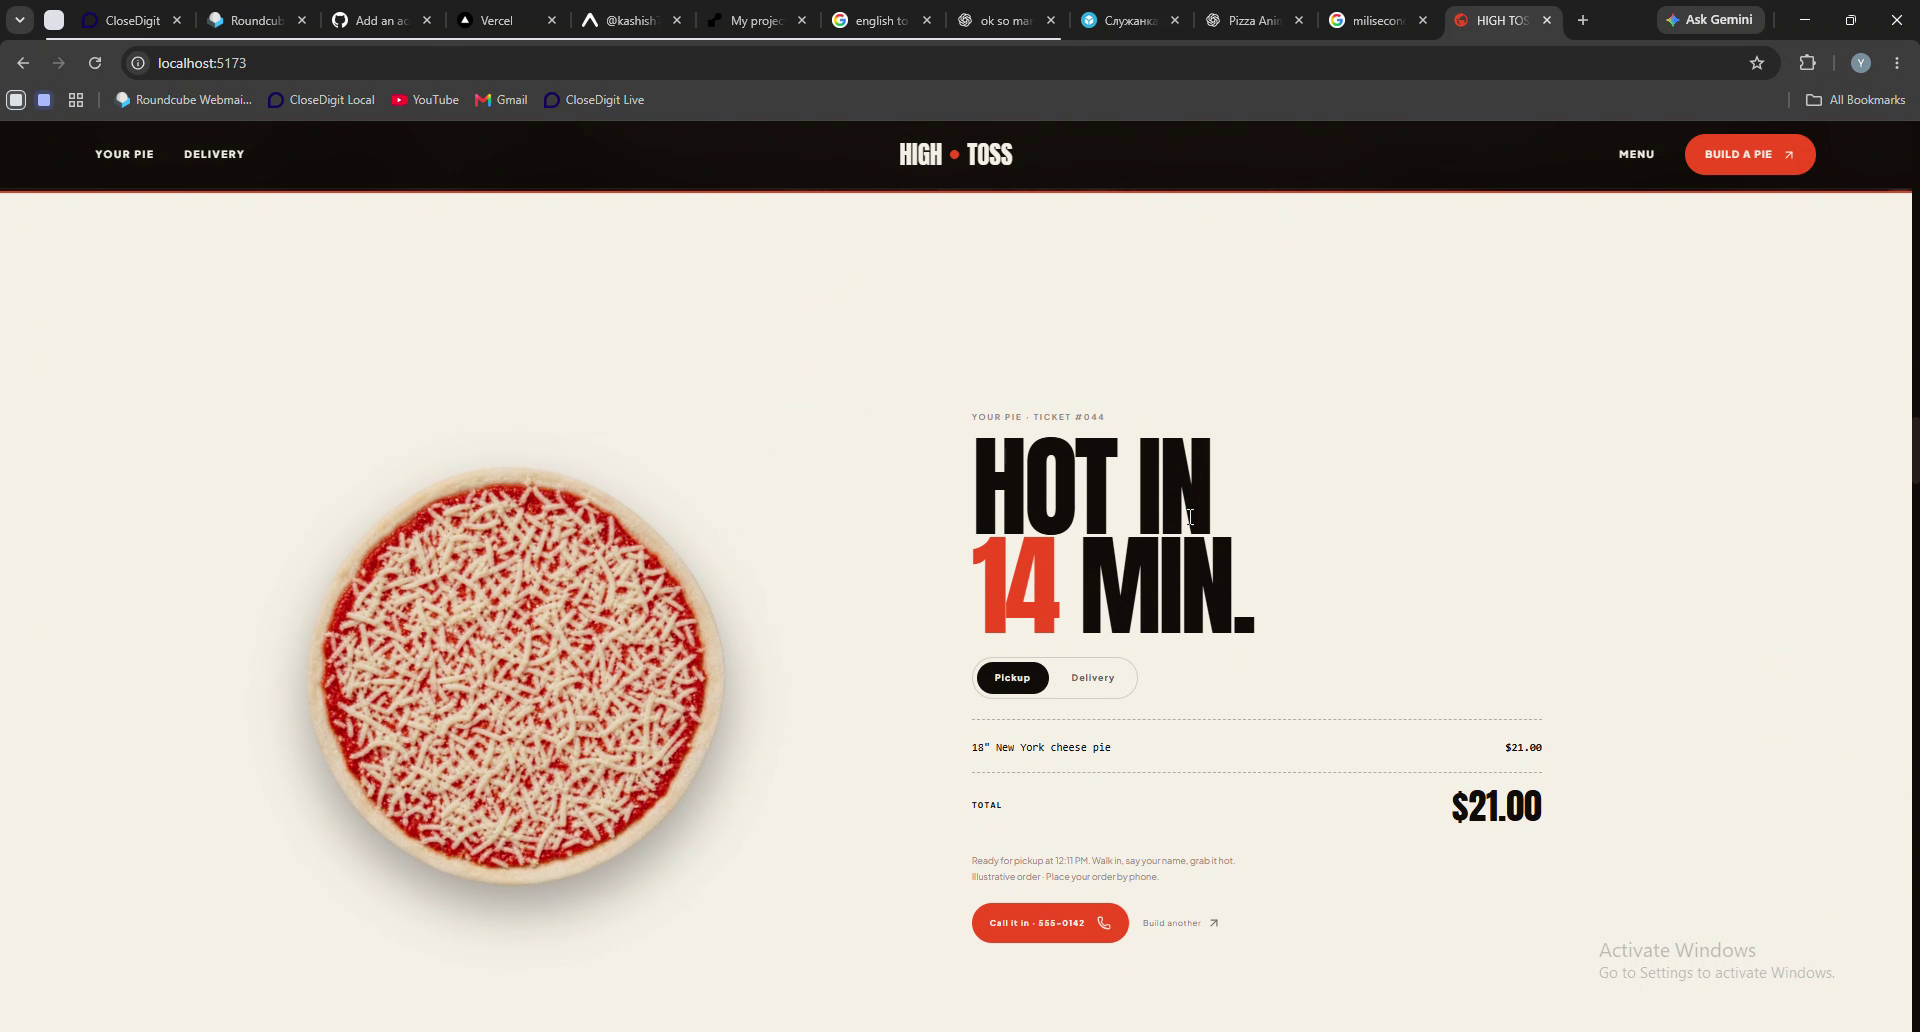 CloseDigit
Roundcub
Add an ac
Vercel
@kashish
My projec
english to
ok so mar
Служанка
Pizza Ani
milisecon
HIGH TOS
Ask Gemini
localhost:5173
Y
Roundcube Webmai...
CloseDigit Local
YouTube
Gmail
CloseDigit Live
All Bookmarks
YOUR PIE
DELIVERY
HIGH • TOSS
MENU
BUILD A PIE
YOUR PIE · TICKET #044
HOT IN
14 MIN.
Pickup
Delivery
18" New York cheese pie
$21.00
TOTAL
$21.00
Ready for pickup at 12:11 PM. Walk in, say your name, grab it hot.
Illustrative order · Place your order by phone.
Call it in · 555-0142
Build another
Activate Windows
Go to Settings to activate Windows.